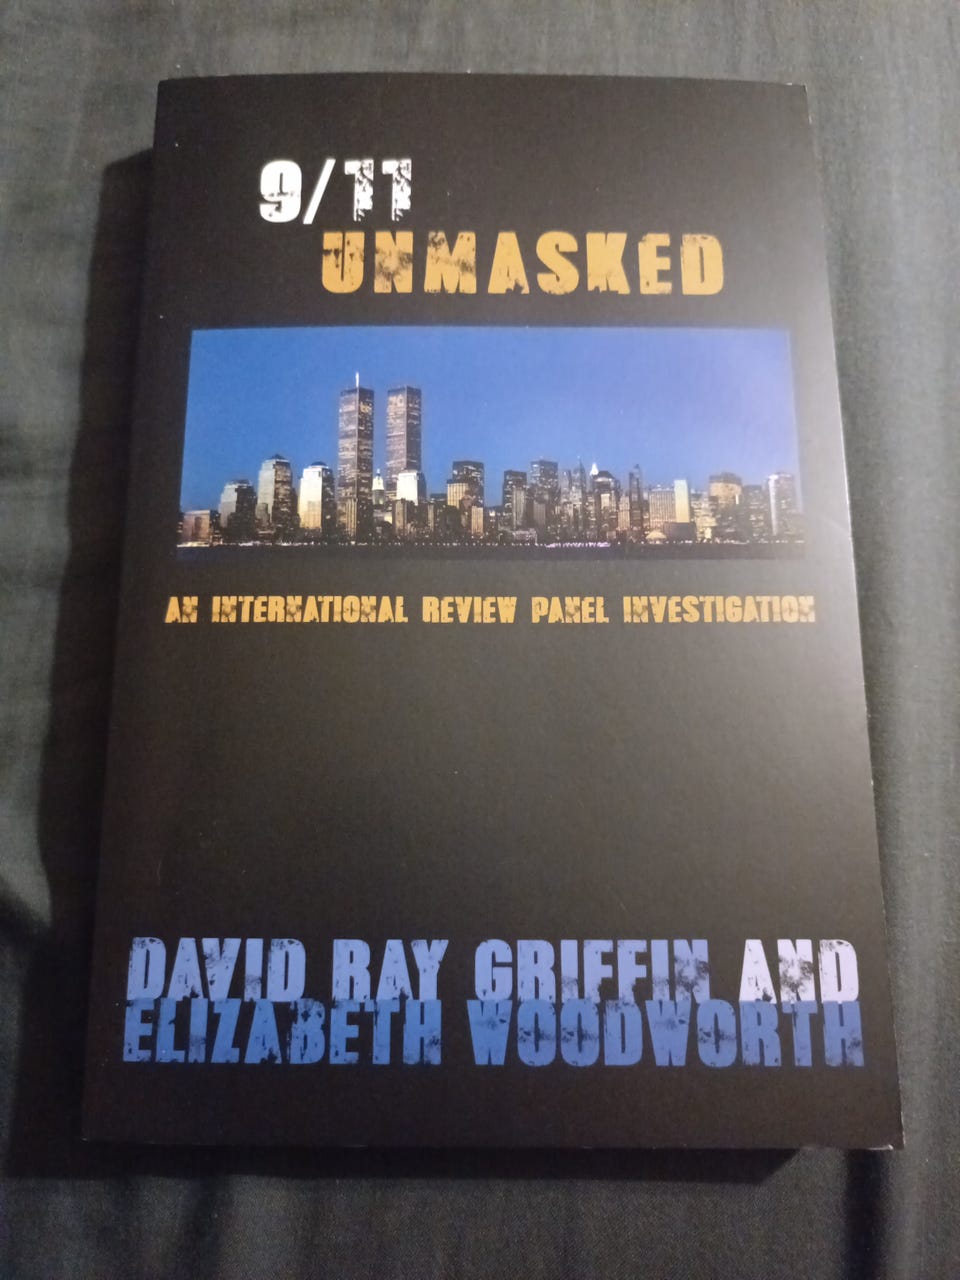 9/11
UNMASKED
AN INTERNATIONAL REVIEW PANEL INVESTIGATION
DAVID RAY GRIFFIN AND
ELIZABETH WOODWORTH